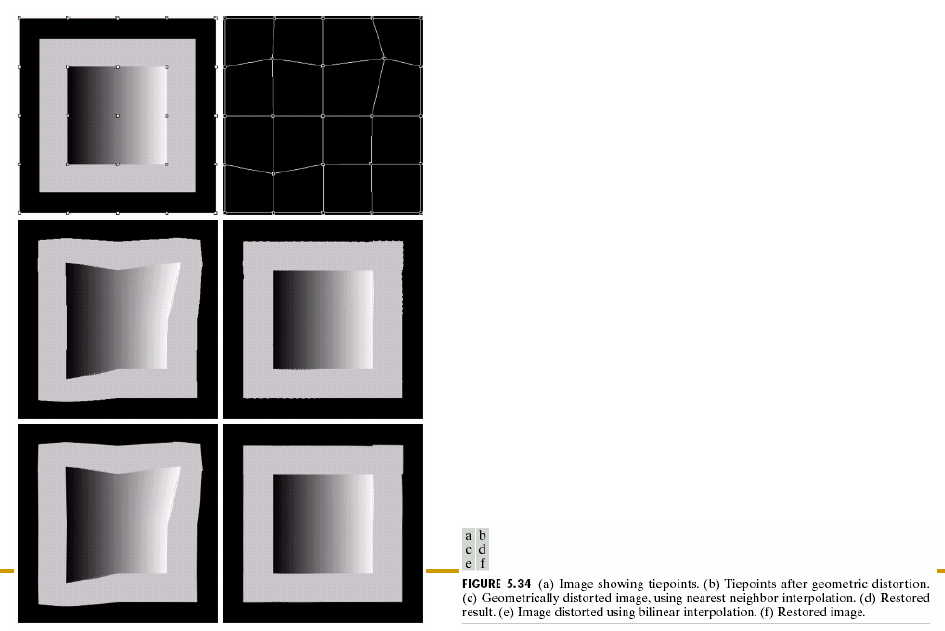 a b
c d
e f
FIGURE 5.34 (a) Image showing tiepoints. (b) Tiepoints after geometric distortion.
(c) Geometrically distorted image, using nearest neighbor interpolation. (d) Restored
result. (e) Image distorted using bilinear interpolation. (f) Restored image.